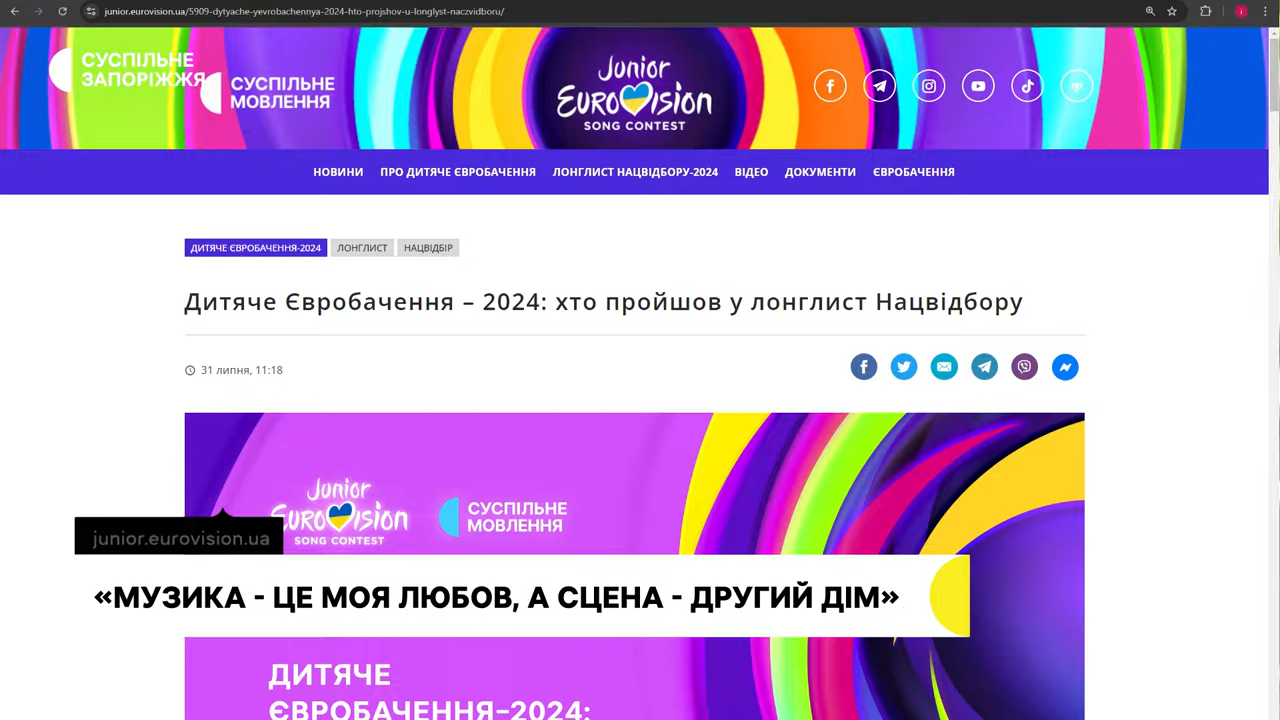 junior.eurovision.ua/5909-dytyache-yevrobachennya-2024-hto-projshov-u-longlyst-naczvidboru/
СУСПІЛЬНЕ
ЗАПОРІЖЖЯ
СУСПІЛЬНЕ
МОВЛЕННЯ
Junior
EUROVISION
SONG CONTEST
НОВИНИ ПРО ДИТЯЧЕ ЄВРОБАЧЕННЯ ЛОНГЛИСТ НАЦВІДБОРУ-2024 ВІДЕО ДОКУМЕНТИ ЄВРОБАЧЕННЯ
ДИТЯЧЕ ЄВРОБАЧЕННЯ-2024 ЛОНГЛИСТ НАЦВІДБІР
Дитяче Євробачення – 2024: хто пройшов у лонглист Нацвідбору
31 липня, 11:18
Junior
EUROVISION
SONG CONTEST
СУСПІЛЬНЕ
МОВЛЕННЯ
junior.eurovision.ua
«МУЗИКА - ЦЕ МОЯ ЛЮБОВ, А СЦЕНА - ДРУГИЙ ДІМ»
ДИТЯЧЕ
ЄВРОБАЧЕННЯ–2024: